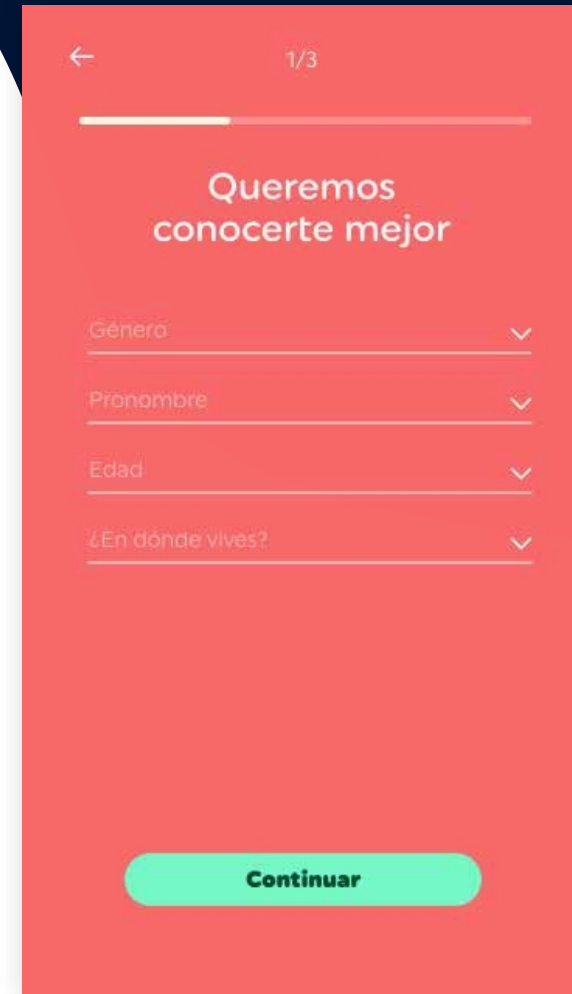 1/3
Queremos
conocerte mejor
Género
Pronombre
Edad
¿En dónde vives?
Continuar